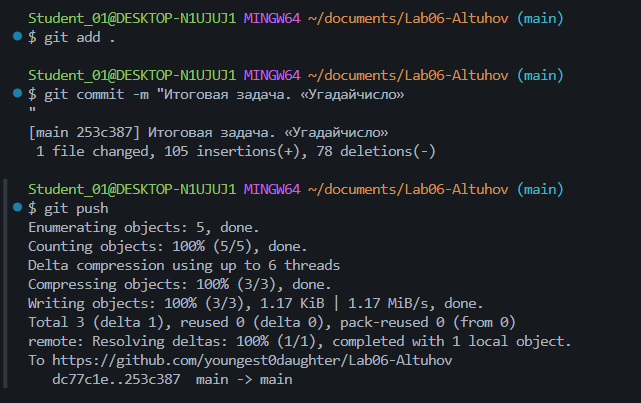 Student_01@DESKTOP-N1UJUJ1 MINGW64 ~/documents/Lab06-Altuhov (main)
$ git add .
Student_01@DESKTOP-N1UJUJ1 MINGW64 ~/documents/Lab06-Altuhov (main)
$ git commit -m "Итоговая задача. «Угадайчисло»
"
[main 253c387] Итоговая задача. «Угадайчисло»
 1 file changed, 105 insertions(+), 78 deletions(-)
Student_01@DESKTOP-N1UJUJ1 MINGW64 ~/documents/Lab06-Altuhov (main)
$ git push
Enumerating objects: 5, done.
Counting objects: 100% (5/5), done.
Delta compression using up to 6 threads
Compressing objects: 100% (3/3), done.
Writing objects: 100% (3/3), 1.17 KiB | 1.17 MiB/s, done.
Total 3 (delta 1), reused 0 (delta 0), pack-reused 0 (from 0)
remote: Resolving deltas: 100% (1/1), completed with 1 local object.
To https://github.com/youngest0daughter/Lab06-Altuhov
   dc77c1e..253c387  main -> main